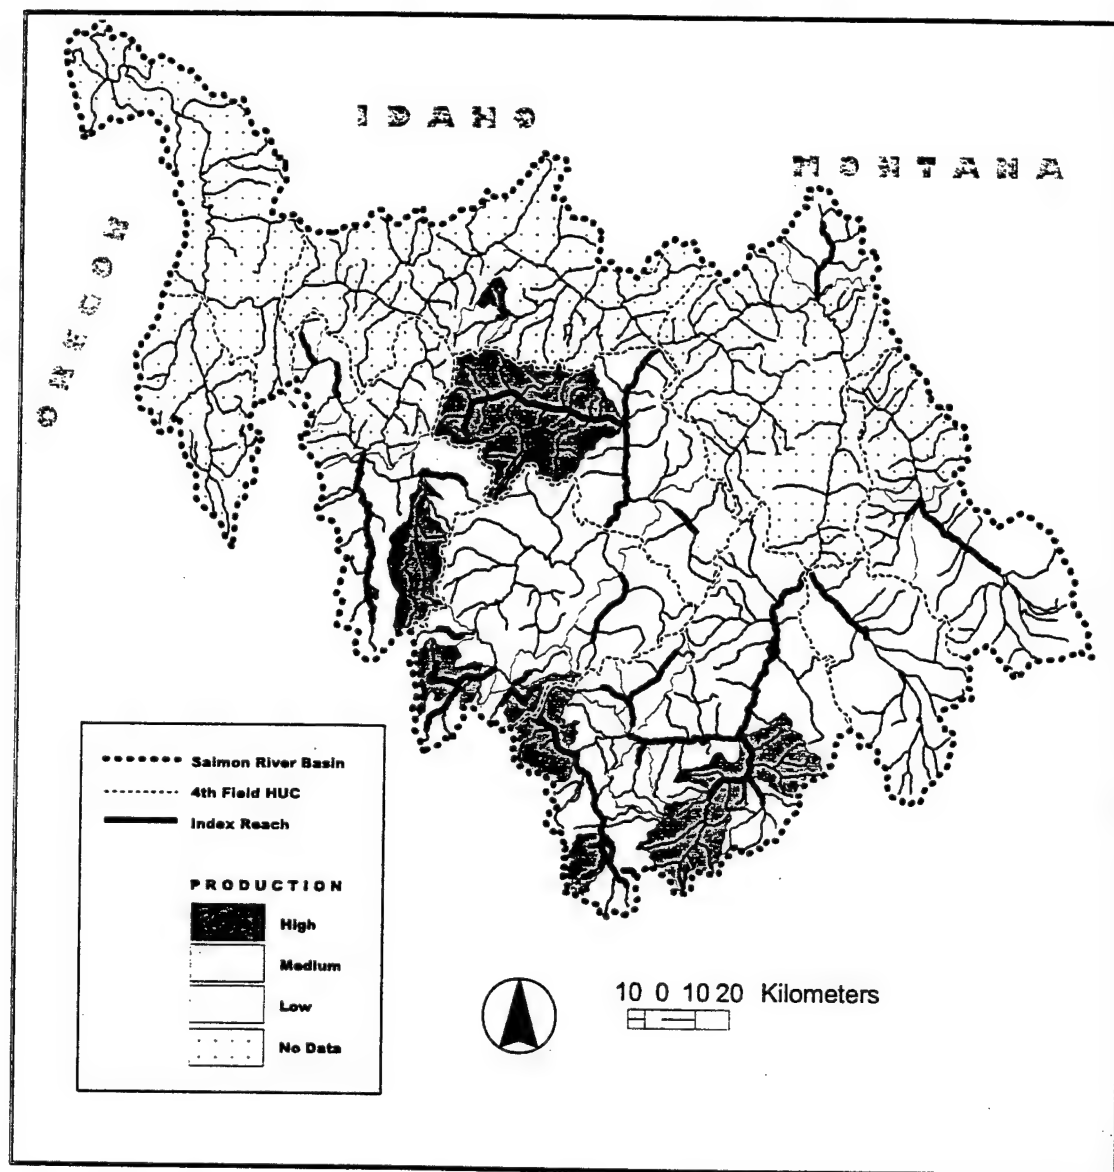 IDAHO
MONTANA
OREGON
Salmon River Basin
4th Field HUC
Index Reach
PRODUCTION
High
Medium
Low
No Data
10 0 10 20 Kilometers